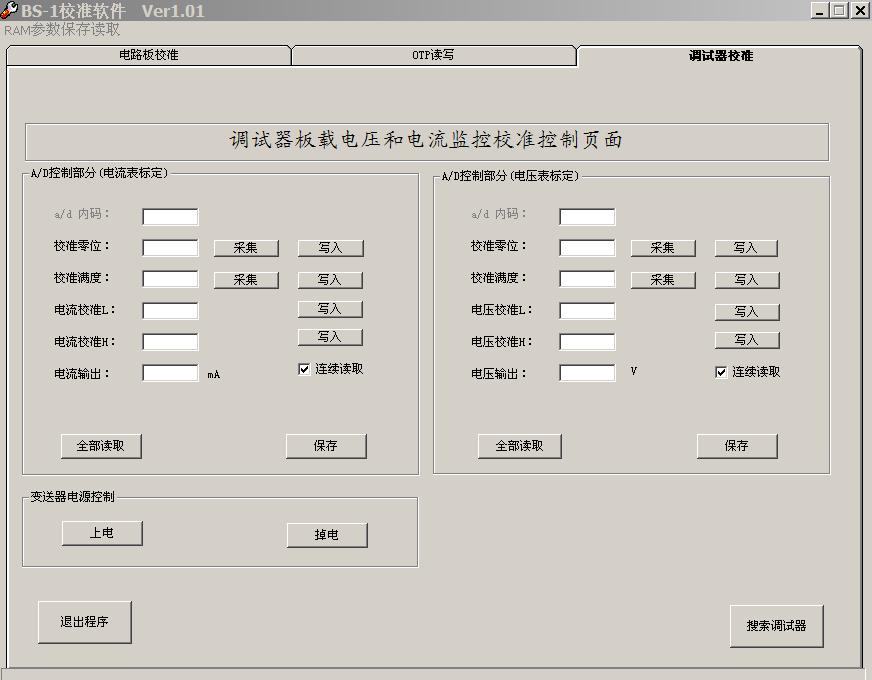 BS-1校准软件 Ver1.01
RAM参数保存读取
电路板校准 OTP读写 调试器校准
调试器板载电压和电流监控校准控制页面
A/D控制部分(电流表标定)
a/d 内码:
校准零位: 采集 写入
校准满度: 采集 写入
电流校准L: 写入
电流校准H: 写入
电流输出: mA 连续读取
全部读取 保存
A/D控制部分(电压表标定)
a/d 内码:
校准零位: 采集 写入
校准满度: 采集 写入
电压校准L: 写入
电压校准H: 写入
电压输出: V 连续读取
全部读取 保存
变送器电源控制
上电 掉电
退出程序 搜索调试器